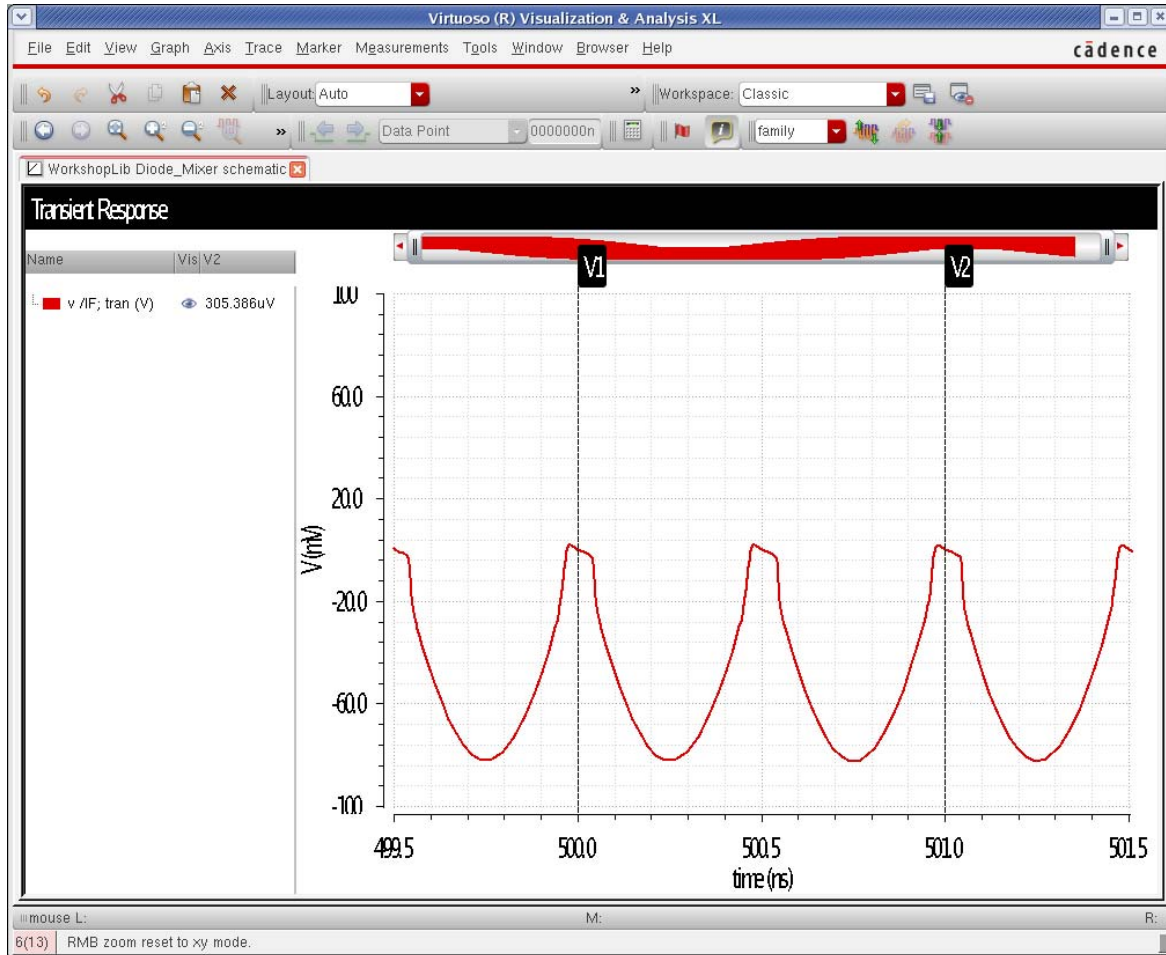 Virtuoso (R) Visualization & Analysis XL
File Edit View Graph Axis Trace Marker Measurements Tools Window Browser Help cādence
Layout: Auto » Workspace: Classic
» Data Point 0000000n family
WorkshopLib Diode_Mixer schematic
Transient Response
Name Vis V2
v /IF; tran (V) 305.386uV
V1 V2
100
60.0
20.0
-20.0
-60.0
-100
V (mV)
499.5 500.0 500.5 501.0 501.5
time (ns)
mouse L: M: R:
6(13) RMB zoom reset to xy mode.